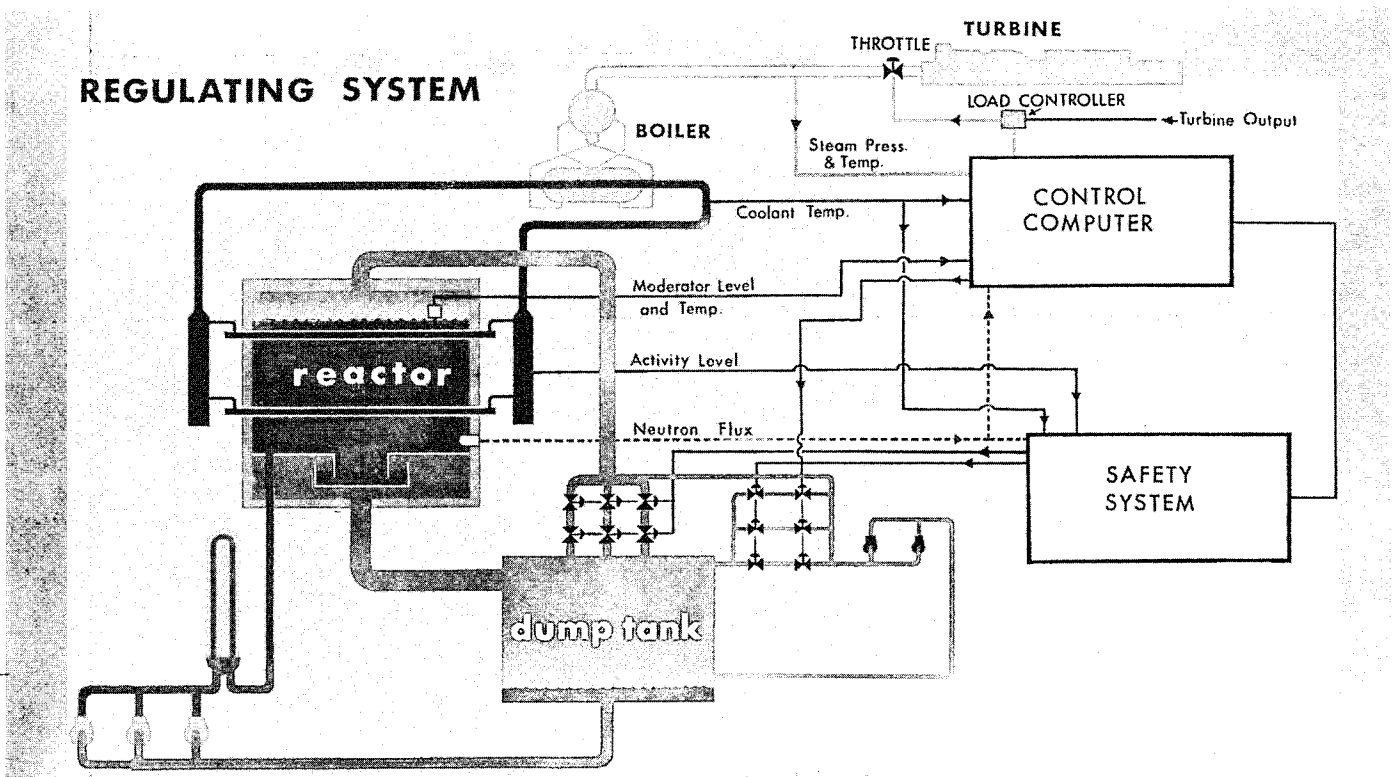 TURBINE
THROTTLE
REGULATING SYSTEM
LOAD CONTROLLER
Turbine Output
BOILER
Steam Press.
& Temp.
CONTROL
COMPUTER
Coolant Temp.
Moderator Level
and Temp.
reactor
Activity Level
Neutron Flux
SAFETY
SYSTEM
dump tank